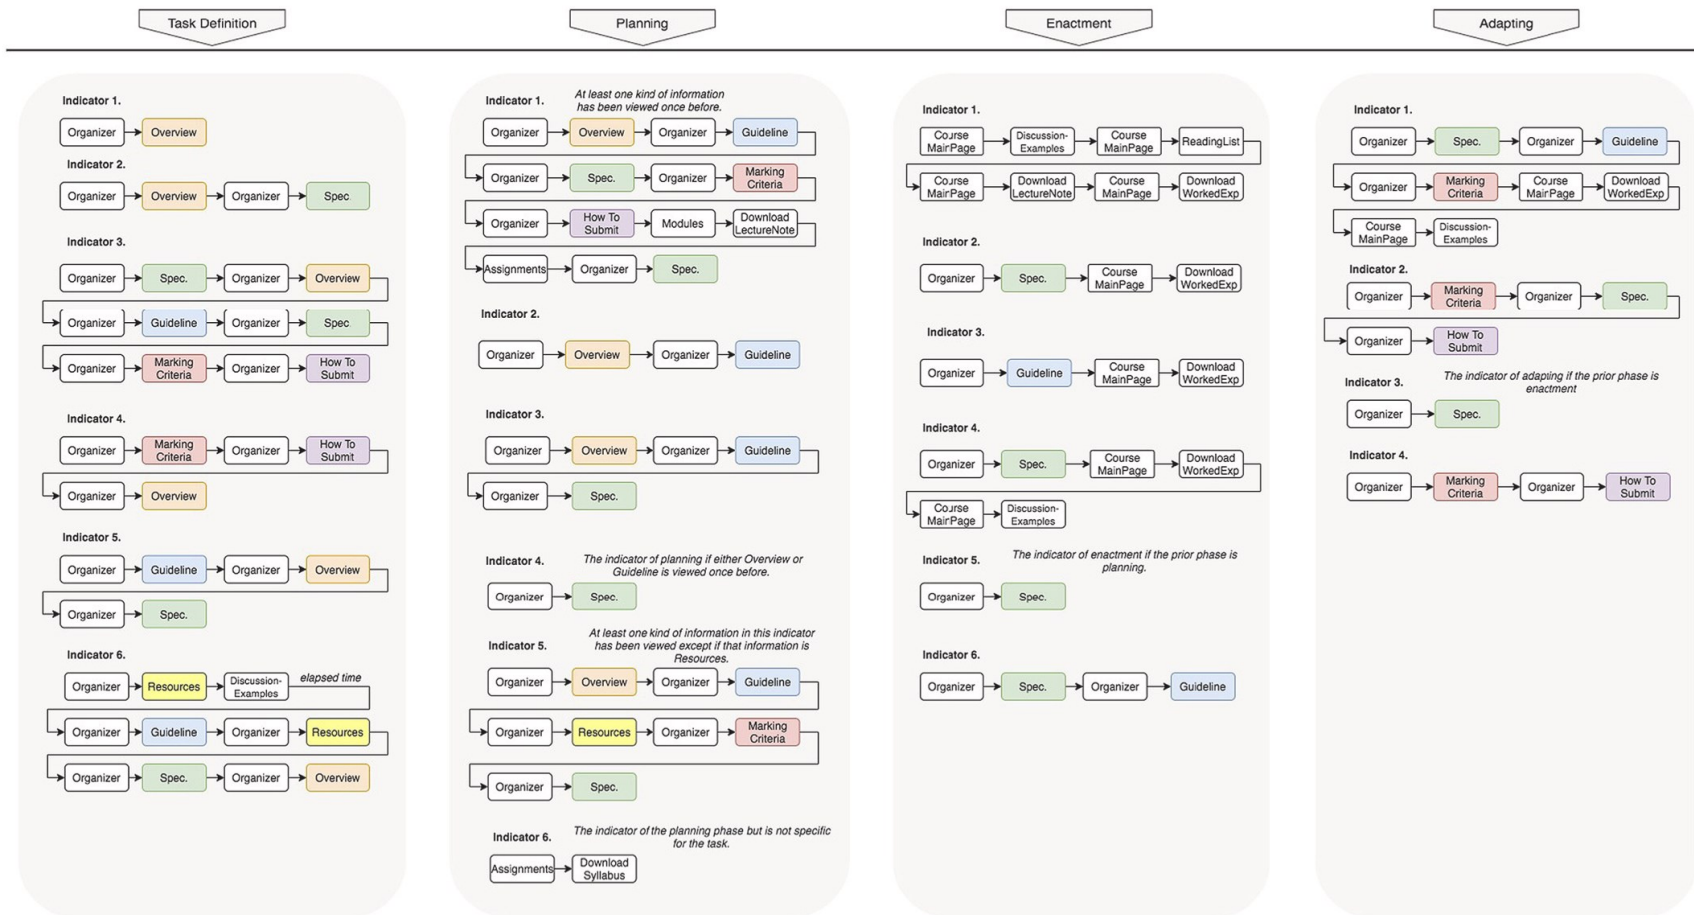 Task Definition
Planning
Enactment
Adapting
Indicator 1.
Organizer Overview
Indicator 2.
Organizer Overview Organizer Spec.
Indicator 3.
Organizer Spec. Organizer Overview
Organizer Guideline Organizer Spec.
Organizer Marking Criteria Organizer How To Submit
Indicator 4.
Organizer Marking Criteria Organizer How To Submit
Organizer Overview
Indicator 5.
Organizer Guideline Organizer Overview
Organizer Spec.
Indicator 6.
Organizer Resources Discussion-Examples elapsed time
Organizer Guideline Organizer Resources
Organizer Spec. Organizer Overview
Indicator 1.
At least one kind of information
has been viewed once before.
Organizer Overview Organizer Guideline
Organizer Spec. Organizer Marking Criteria
Organizer How To Submit Modules Download LectureNote
Assignments Organizer Spec.
Indicator 2.
Organizer Overview Organizer Guideline
Indicator 3.
Organizer Overview Organizer Guideline
Organizer Spec.
Indicator 4.
The indicator of planning if either Overview or
Guideline is viewed once before.
Organizer Spec.
Indicator 5.
At least one kind of information in this indicator
has been viewed except if that information is
Resources.
Organizer Overview Organizer Guideline
Organizer Resources Organizer Marking Criteria
Organizer Spec.
Indicator 6.
The indicator of the planning phase but is not specific
for the task.
Assignments Download Syllabus
Indicator 1.
Course MainPage Discussion-Examples Course MainPage ReadingList
Course MainPage Download LectureNote Course MainPage Download WorkedExp
Indicator 2.
Organizer Spec. Course MainPage Download WorkedExp
Indicator 3.
Organizer Guideline Course MainPage Download WorkedExp
Indicator 4.
Organizer Spec. Course MainPage Download WorkedExp
Course MainPage Discussion-Examples
Indicator 5.
The indicator of enactment if the prior phase is
planning.
Organizer Spec.
Indicator 6.
Organizer Spec. Organizer Guideline
Indicator 1.
Organizer Spec. Organizer Guideline
Organizer Marking Criteria Course MainPage Download WorkedExp
Course MainPage Discussion-Examples
Indicator 2.
Organizer Marking Criteria Organizer Spec.
Organizer How To Submit
Indicator 3.
The indicator of adapting if the prior phase is
enactment
Organizer Spec.
Indicator 4.
Organizer Marking Criteria Organizer How To Submit